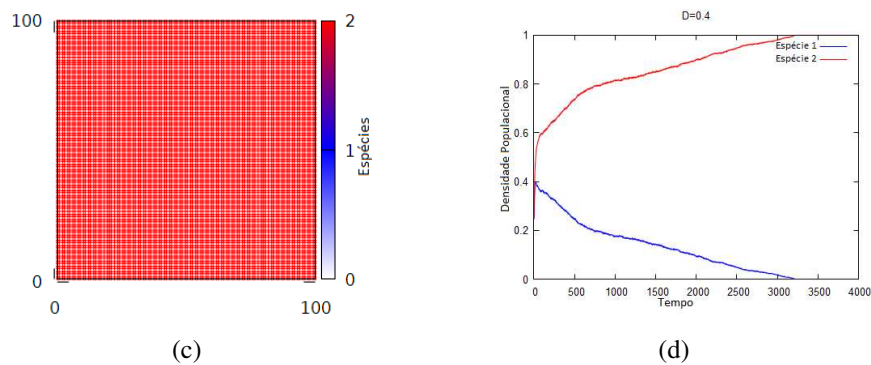 100
0
0
100
2
1
0
Espécies
(c)
D=0.4
Espécie 1
Espécie 2
Densidade Populacional
1
0.8
0.6
0.4
0.2
0
0 500 1000 1500 2000 2500 3000 3500 4000
Tempo
(d)